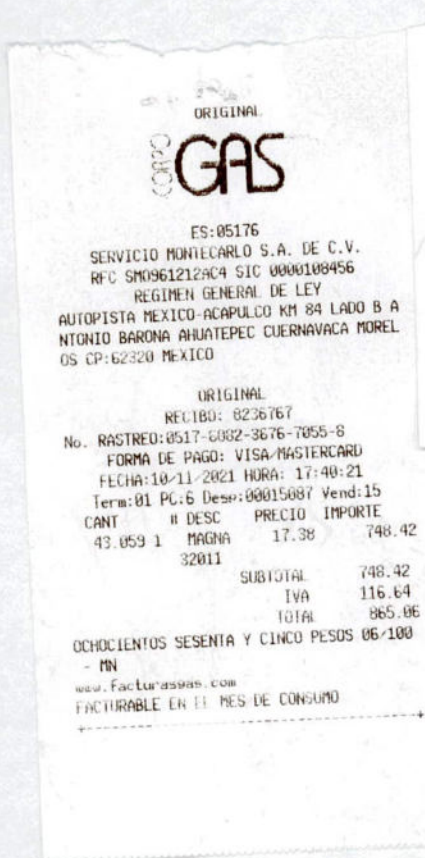 ORIGINAL
CORPO GAS
ES:05176
SERVICIO MONTECARLO S.A. DE C.V.
RFC SMO961212AC4 SIC 0000108456
REGIMEN GENERAL DE LEY
AUTOPISTA MEXICO-ACAPULCO KM 84 LADO B A
NTONIO BARONA AHUATEPEC CUERNAVACA MOREL
OS CP:62320 MEXICO
ORIGINAL
RECIBO: 8236767
No. RASTREO:0517-6082-3676-7055-8
FORMA DE PAGO: VISA/MASTERCARD
FECHA:10/11/2021 HORA: 17:40:21
Term:01 PC:6 Desp:00015087 Vend:15
CANT # DESC PRECIO IMPORTE
43.059 1 MAGNA 17.38 748.42
32011
SUBTOTAL 748.42
IVA 116.64
TOTAL 865.06
OCHOCIENTOS SESENTA Y CINCO PESOS 06/100
- MN
www.facturasgas.com
FACTURABLE EN EL MES DE CONSUMO